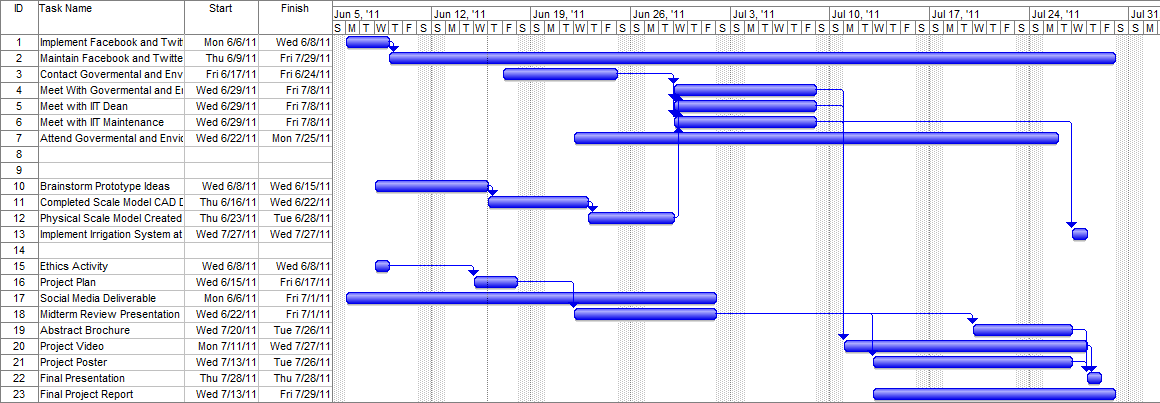 ID Task Name Start Finish Jun 5, '11 Jun 12, '11 Jun 19, '11 Jun 26, '11 Jul 3, '11 Jul 10, '11 Jul 17, '11 Jul 24, '11 Jul 31
S M T W T F S S M T W T F S S M T W T F S S M T W T F S S M T W T F S S M T W T F S S M T W T F S S M T W T F S S M
1 Implement Facebook and Twitt Mon 6/6/11 Wed 6/8/11
2 Maintain Facebook and Twitte Thu 6/9/11 Fri 7/29/11
3 Contact Govermental and Env Fri 6/17/11 Fri 6/24/11
4 Meet With Govermental and E Wed 6/29/11 Fri 7/8/11
5 Meet with IIT Dean Wed 6/29/11 Fri 7/8/11
6 Meet with IIT Maintenance Wed 6/29/11 Fri 7/8/11
7 Attend Govermental and Envio Wed 6/22/11 Mon 7/25/11
8
9
10 Brainstorm Prototype Ideas Wed 6/8/11 Wed 6/15/11
11 Completed Scale Model CAD D Thu 6/16/11 Wed 6/22/11
12 Physical Scale Model Created Thu 6/23/11 Tue 6/28/11
13 Implement Irrigation System at Wed 7/27/11 Wed 7/27/11
14
15 Ethics Activity Wed 6/8/11 Wed 6/8/11
16 Project Plan Wed 6/15/11 Fri 6/17/11
17 Social Media Deliverable Mon 6/6/11 Fri 7/1/11
18 Midterm Review Presentation Wed 6/22/11 Fri 7/1/11
19 Abstract Brochure Wed 7/20/11 Tue 7/26/11
20 Project Video Mon 7/11/11 Wed 7/27/11
21 Project Poster Wed 7/13/11 Tue 7/26/11
22 Final Presentation Thu 7/28/11 Thu 7/28/11
23 Final Project Report Wed 7/13/11 Fri 7/29/11